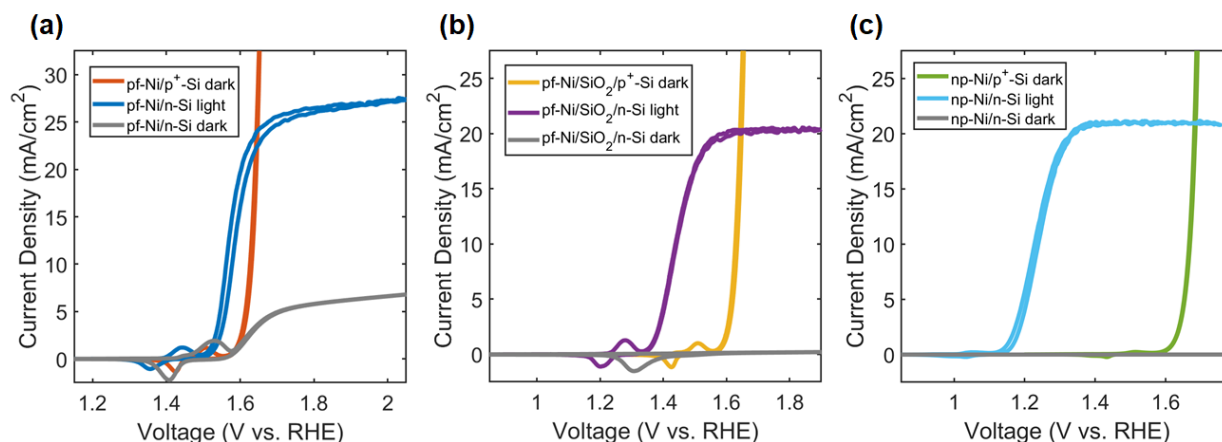 (a)
30
25
20
15
10
5
0
1.2 1.4 1.6 1.8 2
Current Density (mA/cm²)
Voltage (V vs. RHE)
pf-Ni/p⁺-Si dark
pf-Ni/n-Si light
pf-Ni/n-Si dark
(b)
25
20
15
10
5
0
1 1.2 1.4 1.6 1.8
Current Density (mA/cm²)
Voltage (V vs. RHE)
pf-Ni/SiO₂/p⁺-Si dark
pf-Ni/SiO₂/n-Si light
pf-Ni/SiO₂/n-Si dark
(c)
25
20
15
10
5
0
1 1.2 1.4 1.6
Current Density (mA/cm²)
Voltage (V vs. RHE)
np-Ni/p⁺-Si dark
np-Ni/n-Si light
np-Ni/n-Si dark